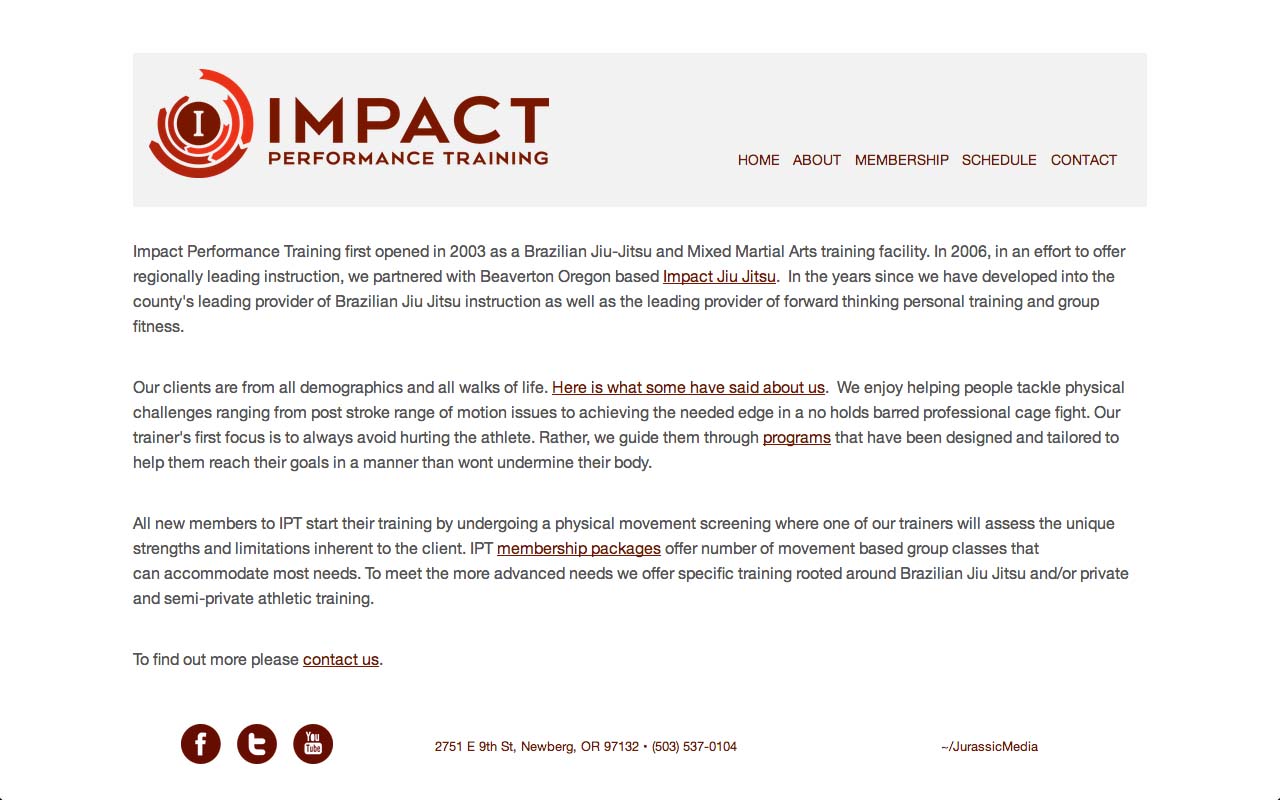 I
IMPACT
PERFORMANCE TRAINING
HOME ABOUT MEMBERSHIP SCHEDULE CONTACT
Impact Performance Training first opened in 2003 as a Brazilian Jiu-Jitsu and Mixed Martial Arts training facility. In 2006, in an effort to offer
regionally leading instruction, we partnered with Beaverton Oregon based Impact Jiu Jitsu.  In the years since we have developed into the
county's leading provider of Brazilian Jiu Jitsu instruction as well as the leading provider of forward thinking personal training and group
fitness.
Our clients are from all demographics and all walks of life. Here is what some have said about us.  We enjoy helping people tackle physical
challenges ranging from post stroke range of motion issues to achieving the needed edge in a no holds barred professional cage fight. Our
trainer's first focus is to always avoid hurting the athlete. Rather, we guide them through programs that have been designed and tailored to
help them reach their goals in a manner than wont undermine their body.
All new members to IPT start their training by undergoing a physical movement screening where one of our trainers will assess the unique
strengths and limitations inherent to the client. IPT membership packages offer number of movement based group classes that
can accommodate most needs. To meet the more advanced needs we offer specific training rooted around Brazilian Jiu Jitsu and/or private
and semi-private athletic training.
To find out more please contact us.
f t You Tube
2751 E 9th St, Newberg, OR 97132 • (503) 537-0104
~/JurassicMedia